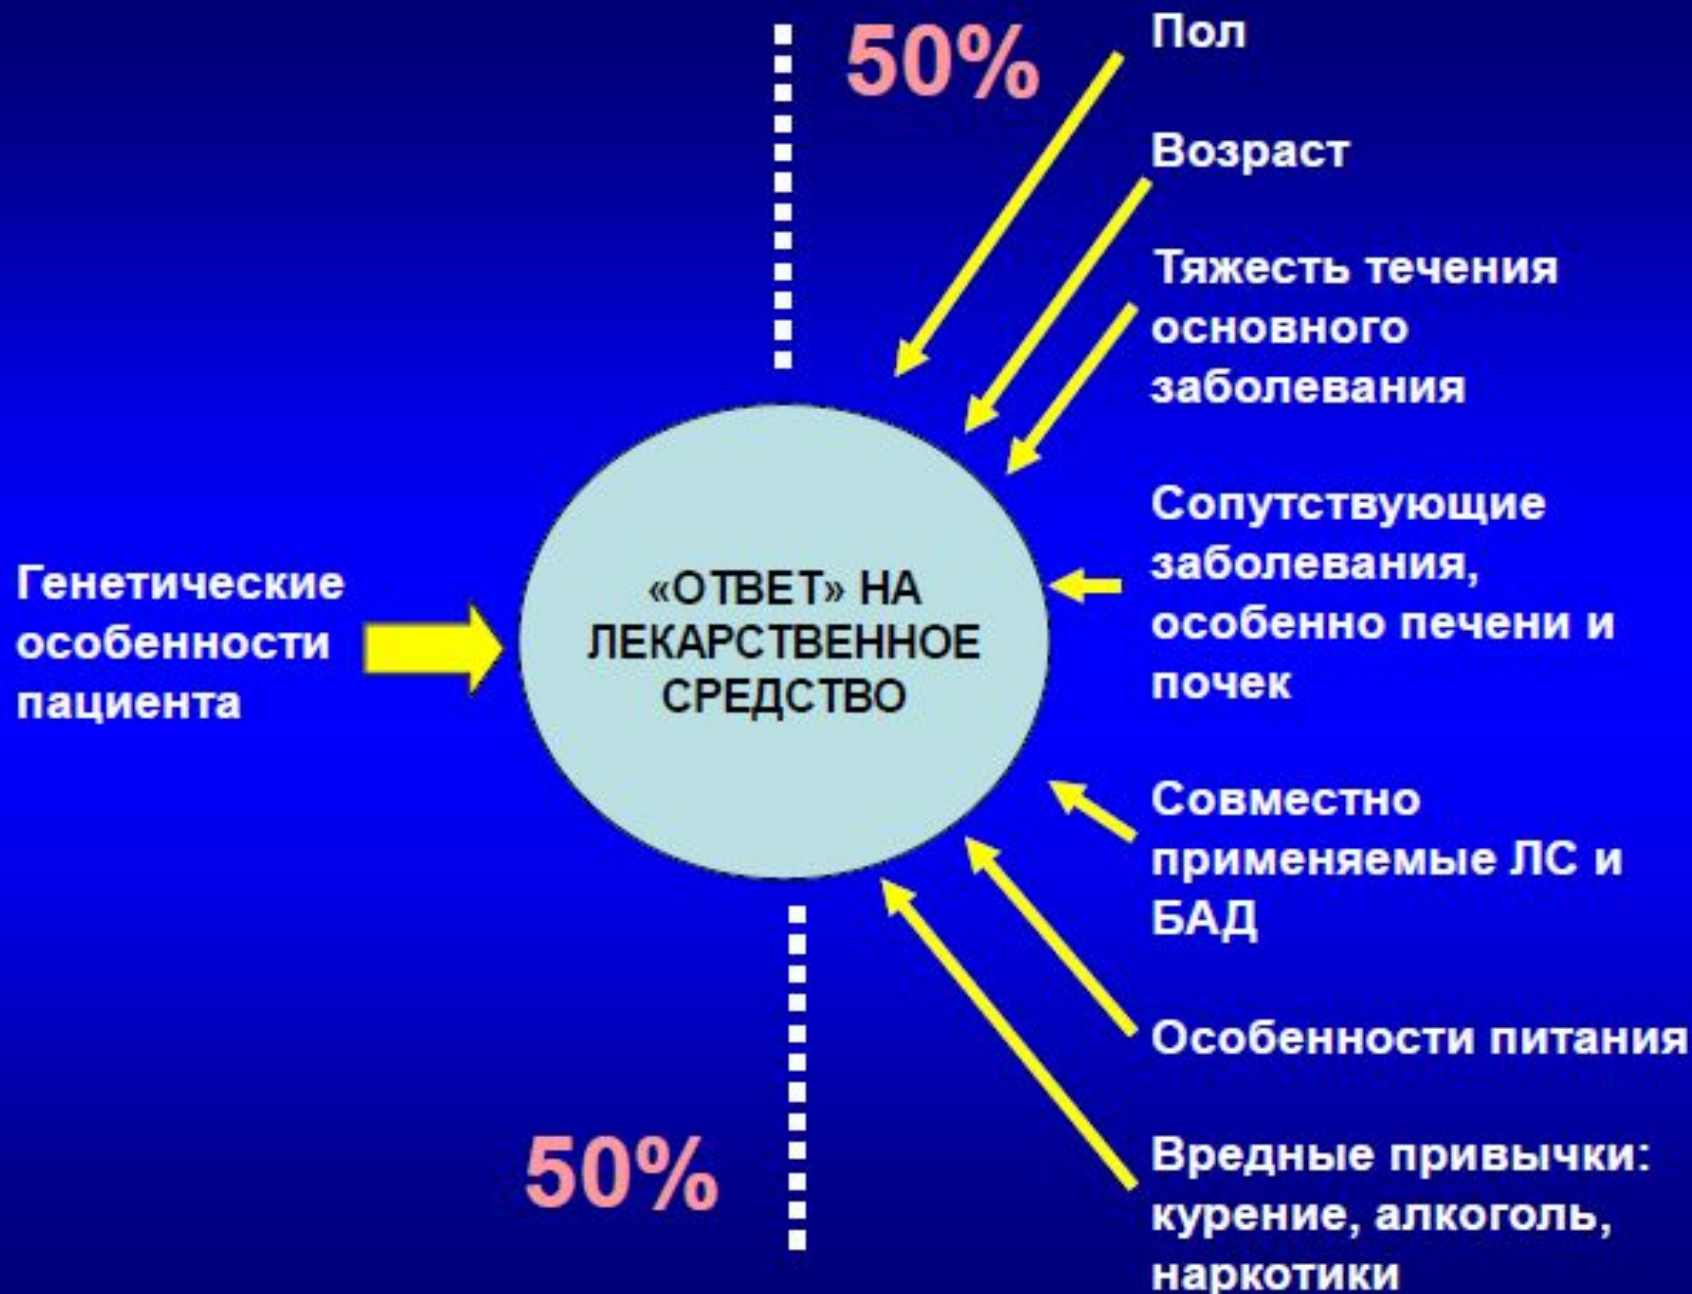 50%
Пол
Возраст
Тяжесть течения
основного
заболевания
Сопутствующие
заболевания,
особенно печени и
почек
Генетические
особенности
пациента
«ОТВЕТ» НА
ЛЕКАРСТВЕННОЕ
СРЕДСТВО
Совместно
применяемые ЛС и
БАД
Особенности питания
50%
Вредные привычки:
курение, алкоголь,
наркотики